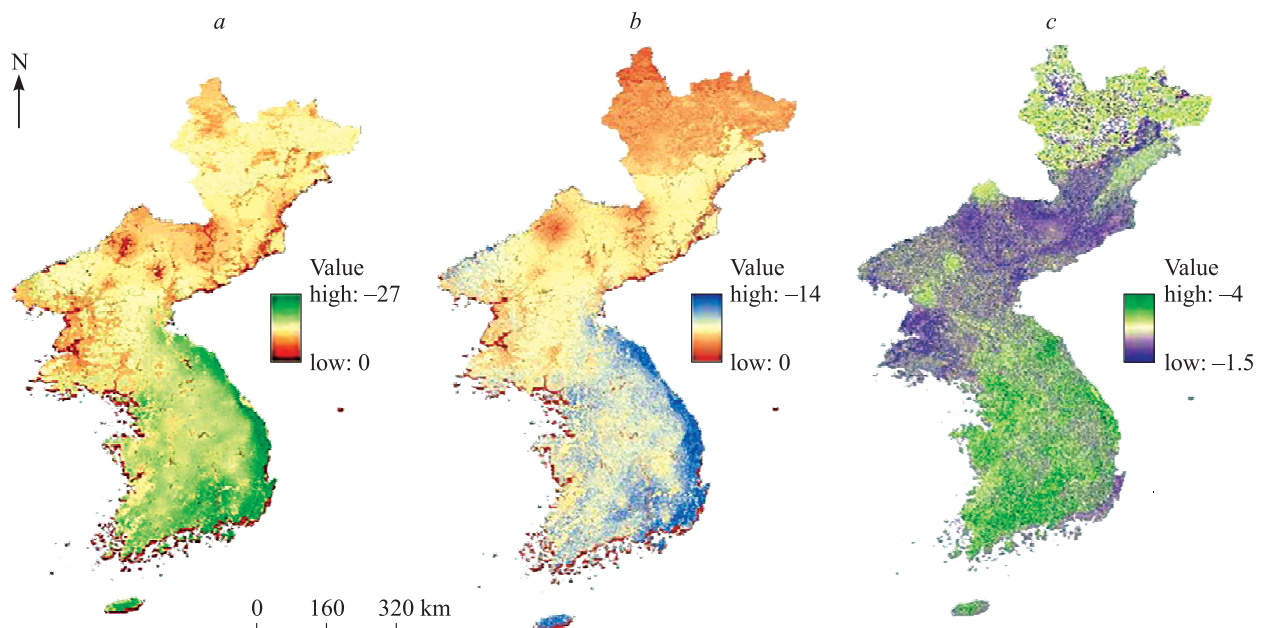 a
b
c
N
Value
high: –27
low: 0
Value
high: –14
low: 0
Value
high: –4
low: –1.5
0 160 320 km